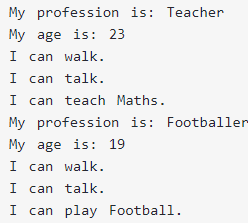 My profession is: Teacher
My age is: 23
I can walk.
I can talk.
I can teach Maths.
My profession is: Footballer
My age is: 19
I can walk.
I can talk.
I can play Football.